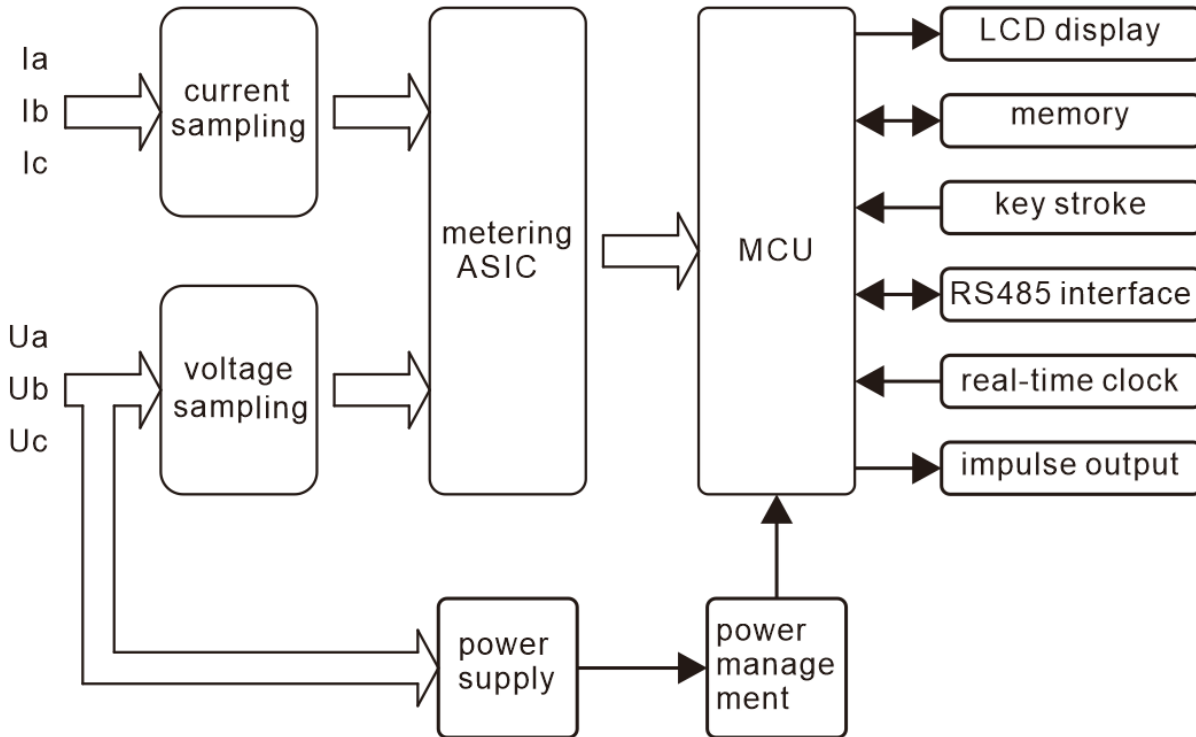 Ia
Ib
Ic
current
sampling
Ua
Ub
Uc
voltage
sampling
metering
ASIC
MCU
LCD display
memory
key stroke
RS485 interface
real-time clock
impulse output
power
supply
power
manage
ment